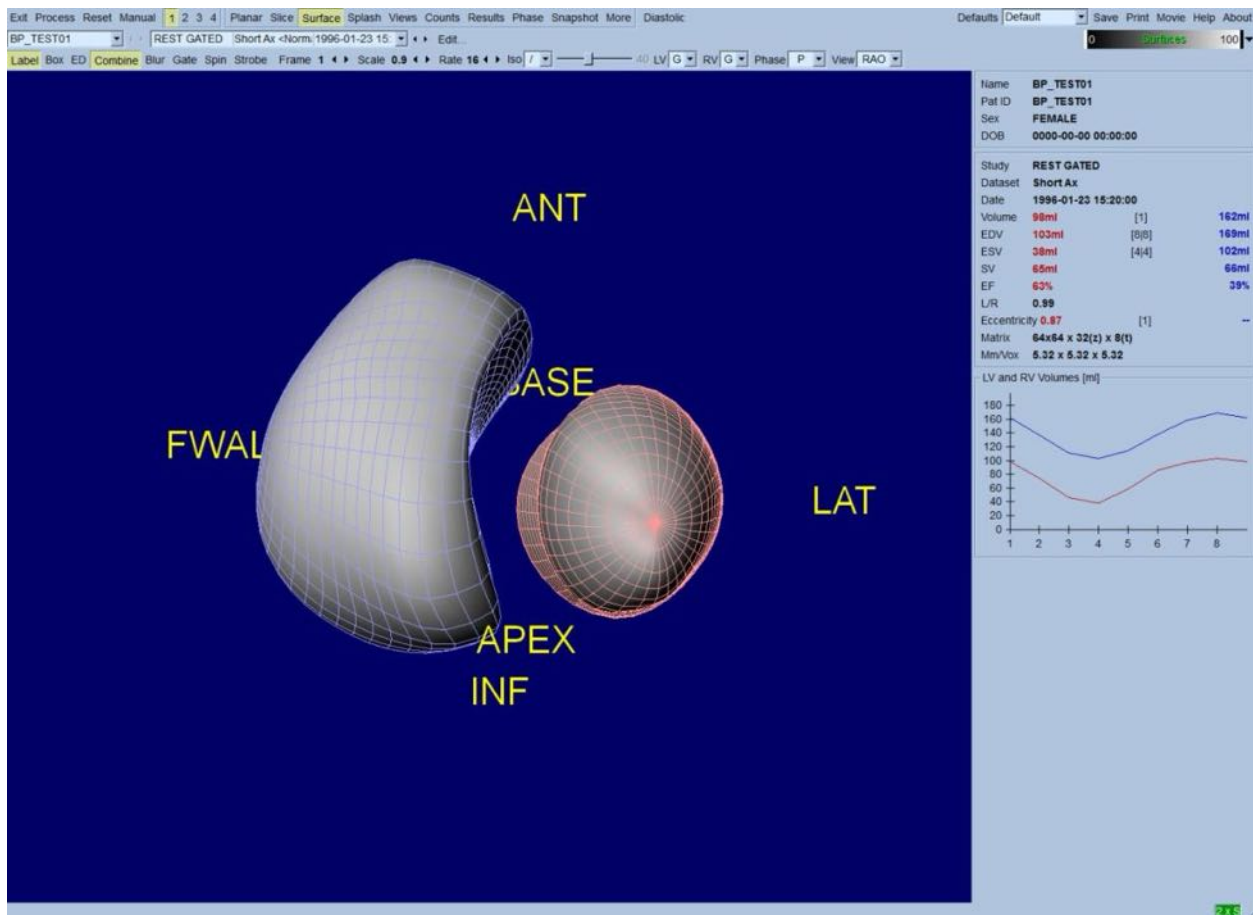 Exit Process Reset Manual 1 2 3 4 Planar Slice Surface Splash Views Counts Results Phase Snapshot More Diastolic Defaults Default Save Print Movie Help About
BP_TEST01 REST GATED Short Ax <Norm 1996-01-23 15: Edit... 0 Surfaces 100
Label Box ED Combine Blur Gate Spin Strobe Frame 1 Scale 0.9 Rate 16 Iso / 40 LV G RV G Phase P View RAO
ANT
BASE
FWAL
LAT
APEX
INF
Name BP_TEST01
Pat ID BP_TEST01
Sex FEMALE
DOB 0000-00-00 00:00:00
Study REST GATED
Dataset Short Ax
Date 1996-01-23 15:20:00
Volume 98ml [1] 162ml
EDV 103ml [8|8] 169ml
ESV 38ml [4|4] 102ml
SV 65ml 66ml
EF 63% 39%
L/R 0.99
Eccentricity 0.87 [1] --
Matrix 64x64 x 32(z) x 8(t)
Mm/Vox 5.32 x 5.32 x 5.32
LV and RV Volumes [ml]
180
160
140
120
100
80
60
40
20
0
1 2 3 4 5 6 7 8
2 x S